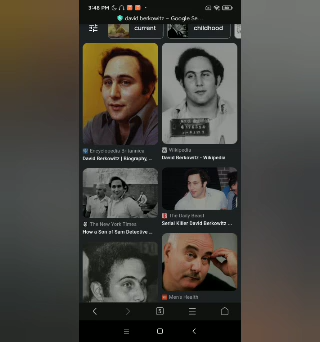 3:46 PM
david berkowitz - Google Se...
current
childhood
Encyclopedia Britannica
David Berkowitz | Biography, ...
Wikipedia
David Berkowitz - Wikipedia
The New York Times
How a Son of Sam Detective ...
The Daily Beast
Serial Killer David Berkowitz ...
Men's Health